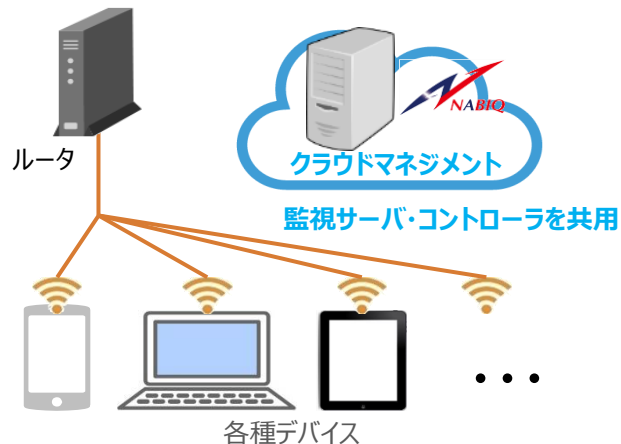 NABIQ
ルータ
クラウドマネジメント
監視サーバ・コントローラを共用
・・・
各種デバイス